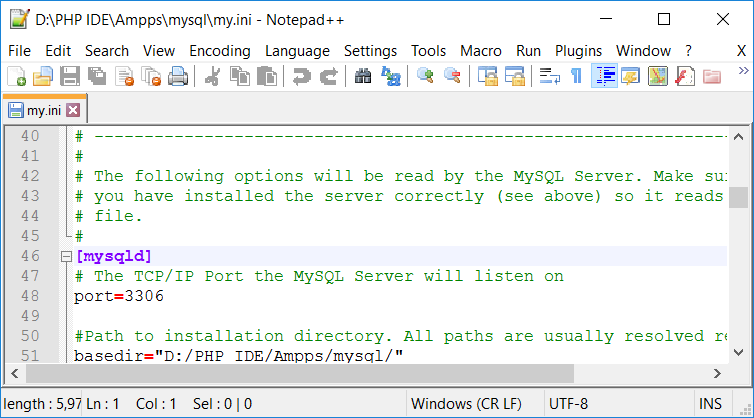 D:\PHP IDE\Ampps\mysql\my.ini - Notepad++
File Edit Search View Encoding Language Settings Tools Macro Run Plugins Window ? X
my.ini
40 # ----------------------------------------------------------------
41 #
42 # The following options will be read by the MySQL Server. Make
43 # you have installed the server correctly (see above) so it reads
44 # file.
45 #
46 [mysqld]
47 # The TCP/IP Port the MySQL Server will listen on
48 port=3306
49
50 #Path to installation directory. All paths are usually resolved
51 basedir="D:/PHP IDE/Ampps/mysql/"
length : 5,97 Ln : 1 Col : 1 Sel : 0 | 0 Windows (CR LF) UTF-8 INS